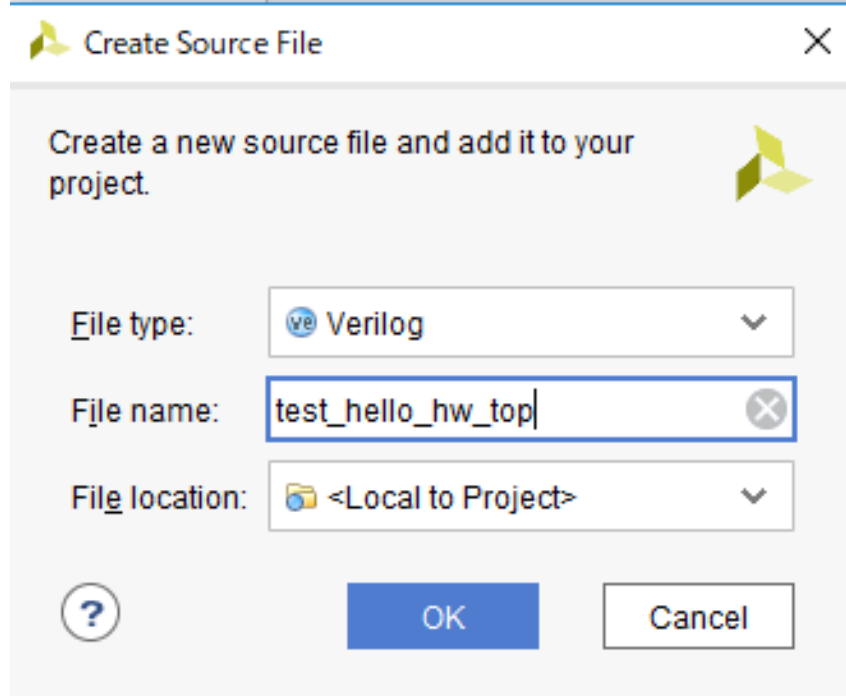 Create Source File
Create a new source file and add it to your
project.
File type:
Verilog
File name:
test_hello_hw_top
File location:
<Local to Project>
?
OK
Cancel